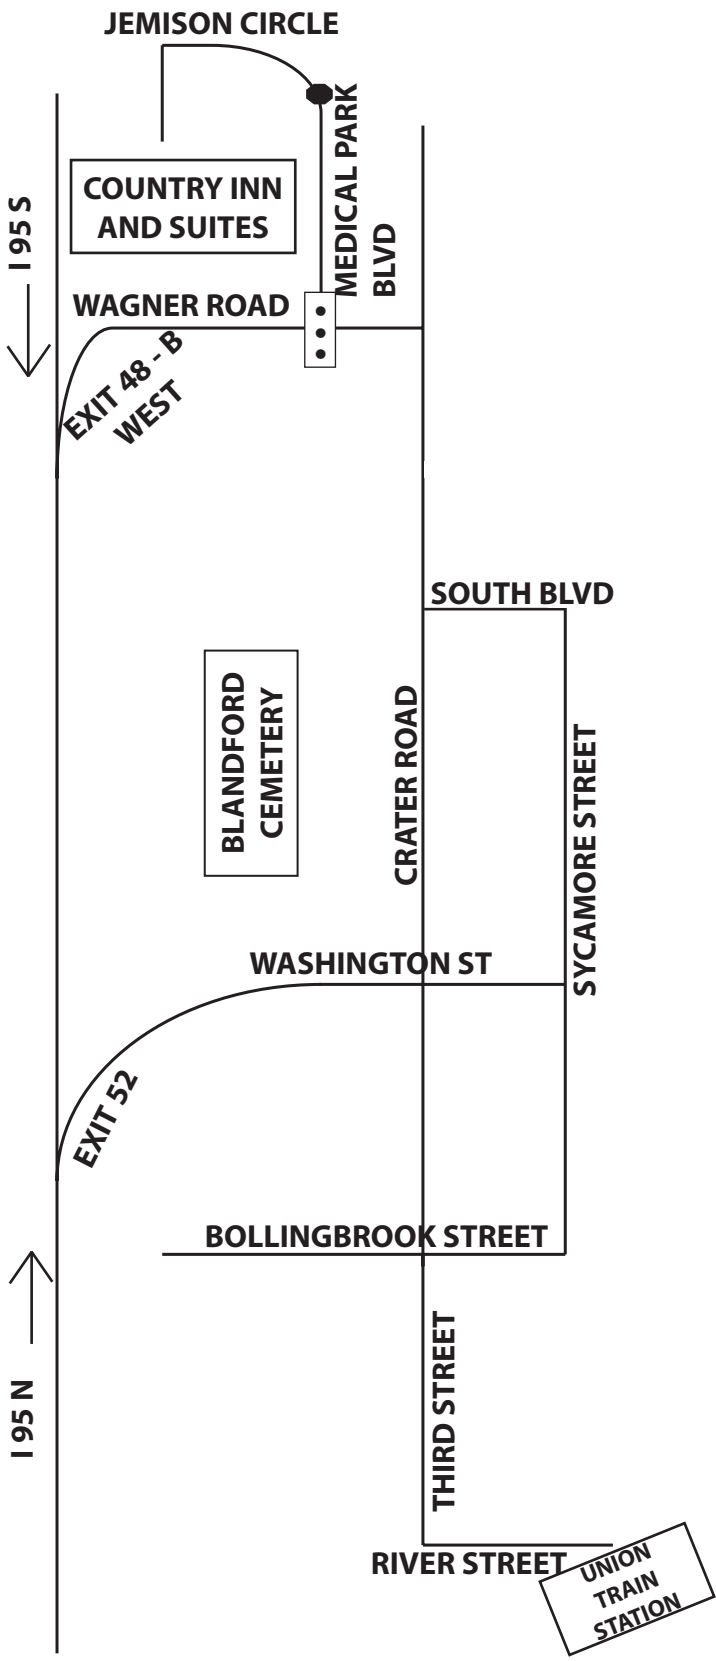 JEMISON CIRCLE
MEDICAL PARK
BLVD
COUNTRY INN
AND SUITES
I 95 S
WAGNER ROAD
EXIT 48 - B
WEST
SOUTH BLVD
BLANDFORD
CEMETERY
CRATER ROAD
SYCAMORE STREET
WASHINGTON ST
EXIT 52
BOLLINGBROOK STREET
I 95 N
THIRD STREET
RIVER STREET
UNION
TRAIN
STATION